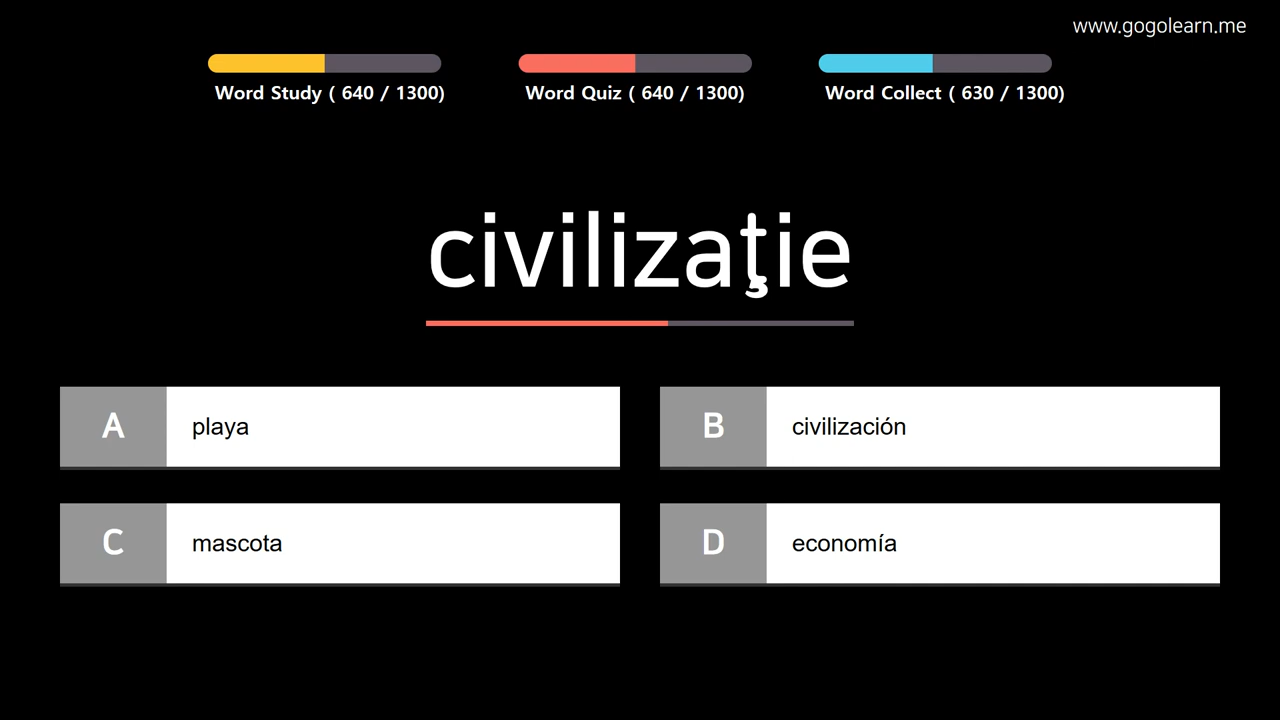 www.gogolearn.me
Word Study ( 640 / 1300)
Word Quiz ( 640 / 1300)
Word Collect ( 630 / 1300)
civilizaţie
A playa
B civilización
C mascota
D economía